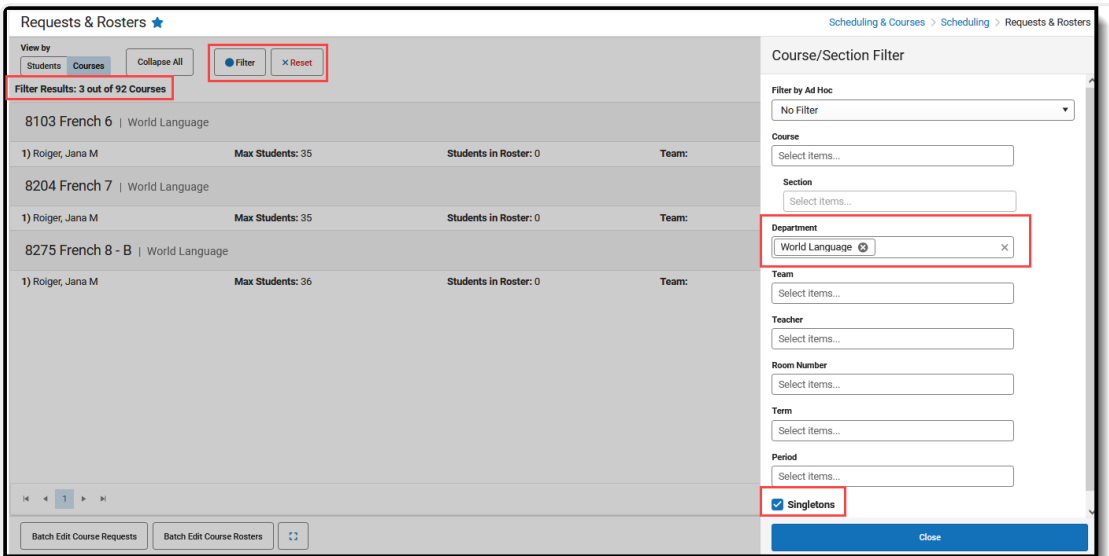 Requests & Rosters
Scheduling & Courses > Scheduling > Requests & Rosters
View by
Students Courses
Collapse All
Filter
Reset
Filter Results: 3 out of 92 Courses
8103 French 6 | World Language
1) Roiger, Jana M Max Students: 35 Students in Roster: 0 Team:
8204 French 7 | World Language
1) Roiger, Jana M Max Students: 35 Students in Roster: 0 Team:
8275 French 8 - B | World Language
1) Roiger, Jana M Max Students: 36 Students in Roster: 0 Team:
1
Batch Edit Course Requests
Batch Edit Course Rosters
Course/Section Filter
Filter by Ad Hoc
No Filter
Course
Select items...
Section
Select items...
Department
World Language
Team
Select items...
Teacher
Select items...
Room Number
Select items...
Term
Select items...
Period
Select items...
Singletons
Close